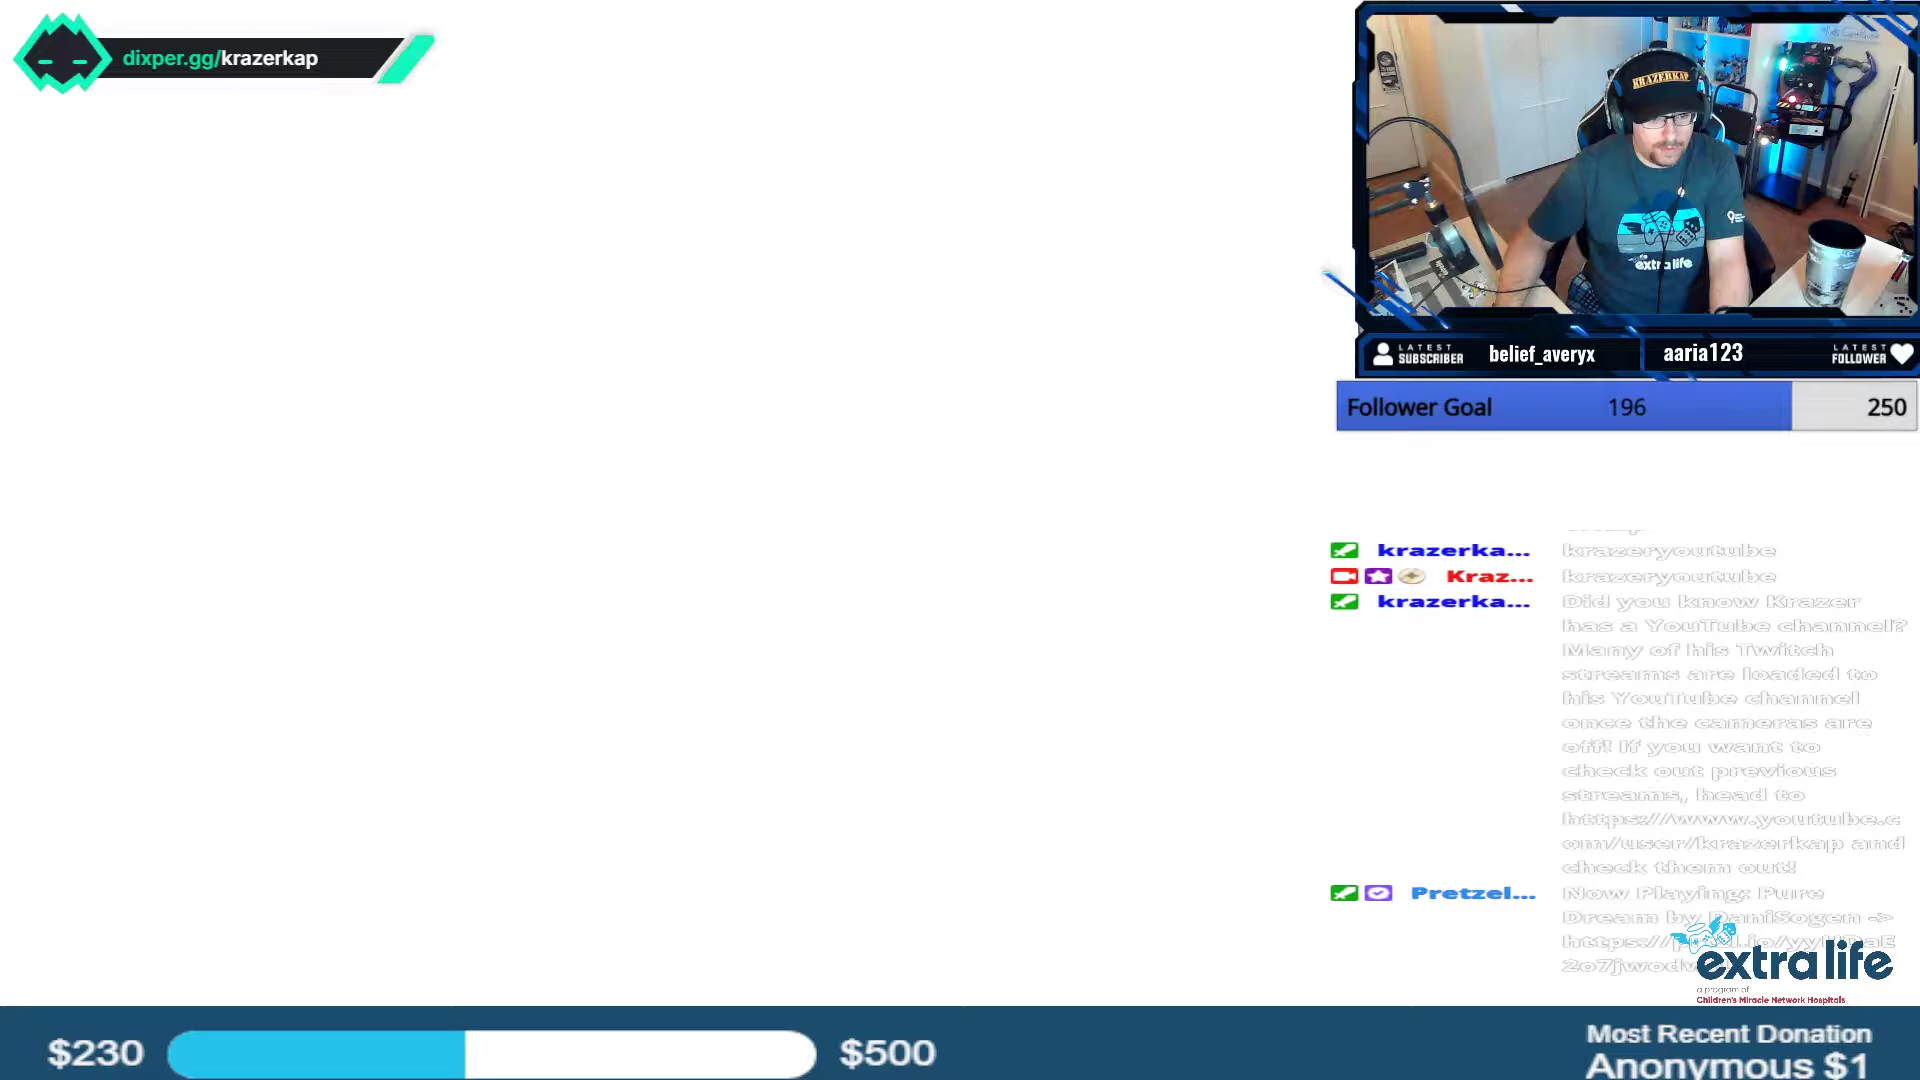 dixper.gg/krazerkap
KRAZERKAP
extra life
LATEST
SUBSCRIBER
belief_averyx
aaria123
LATEST
FOLLOWER
Follower Goal 196 250
krazerka... krazeryoutube
Kraz... krazeryoutube
krazerka... Did you know Krazer
has a YouTube channel?
Many of his Twitch
streams are loaded to
his YouTube channel
once the cameras are
off! If you want to
check out previous
streams, head to
https://www.youtube.c
om/user/krazerkap and
check them out!
Pretzel... Now Playing: Pure
Dream by DaniSogen ->
extra life
a program of
Children's Miracle Network Hospitals
$230 $500
Most Recent Donation
Anonymous $1